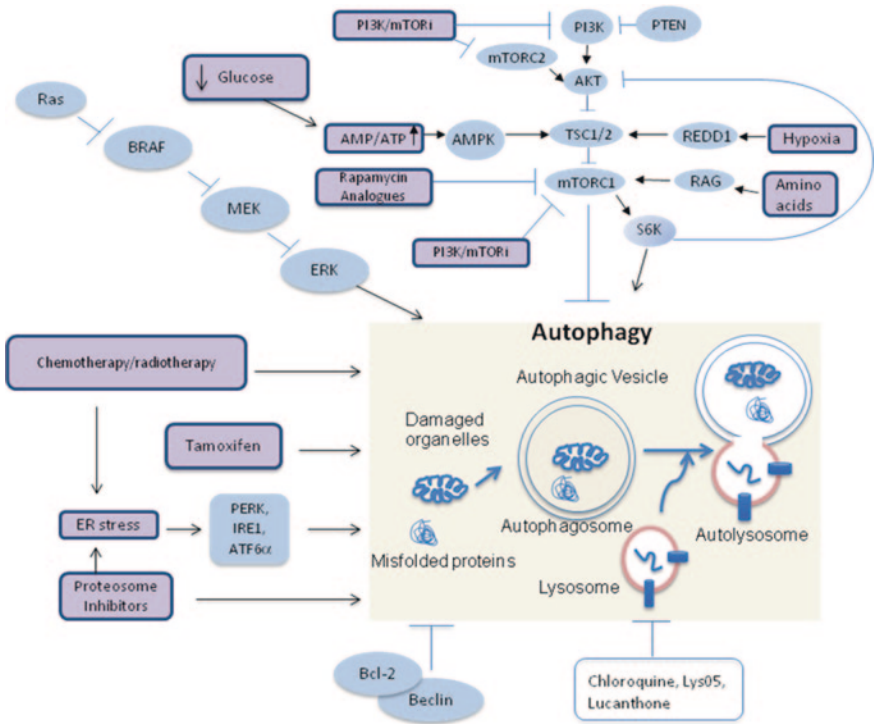 PI3K/mTORi
PI3K
PTEN
mTORC2
AKT
Glucose
Ras
BRAF
AMP/ATP
AMPK
TSC1/2
REDD1
Hypoxia
Rapamycin
Analogues
mTORC1
RAG
Amino
acids
MEK
S6K
PI3K/mTORi
ERK
Autophagy
Chemotherapy/radiotherapy
Autophagic Vesicle
Damaged
organelles
Tamoxifen
ER stress
PERK,
IRE1,
ATF6α
Autophagosome
Autolysosome
Misfolded proteins
Lysosome
Proteosome
Inhibitors
Bcl-2
Beclin
Chloroquine, Lys05,
Lucanthone